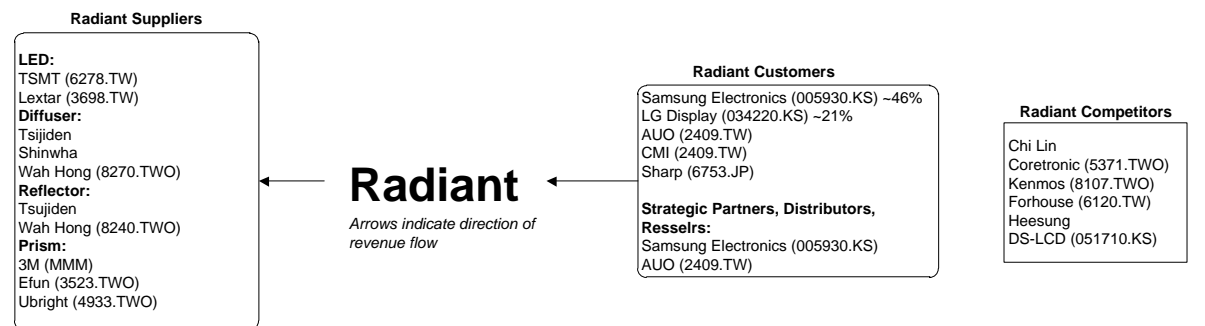 Radiant Suppliers
LED:
TSMT (6278.TW)
Lextar (3698.TW)
Diffuser:
Tsijiden
Shinwha
Wah Hong (8270.TWO)
Reflector:
Tsujiden
Wah Hong (8240.TWO)
Prism:
3M (MMM)
Efun (3523.TWO)
Ubright (4933.TWO)
Radiant
Arrows indicate direction of
revenue flow
Radiant Customers
Samsung Electronics (005930.KS) ~46%
LG Display (034220.KS) ~21%
AUO (2409.TW)
CMI (2409.TW)
Sharp (6753.JP)
Strategic Partners, Distributors,
Resselrs:
Samsung Electronics (005930.KS)
AUO (2409.TW)
Radiant Competitors
Chi Lin
Coretronic (5371.TWO)
Kenmos (8107.TWO)
Forhouse (6120.TW)
Heesung
DS-LCD (051710.KS)